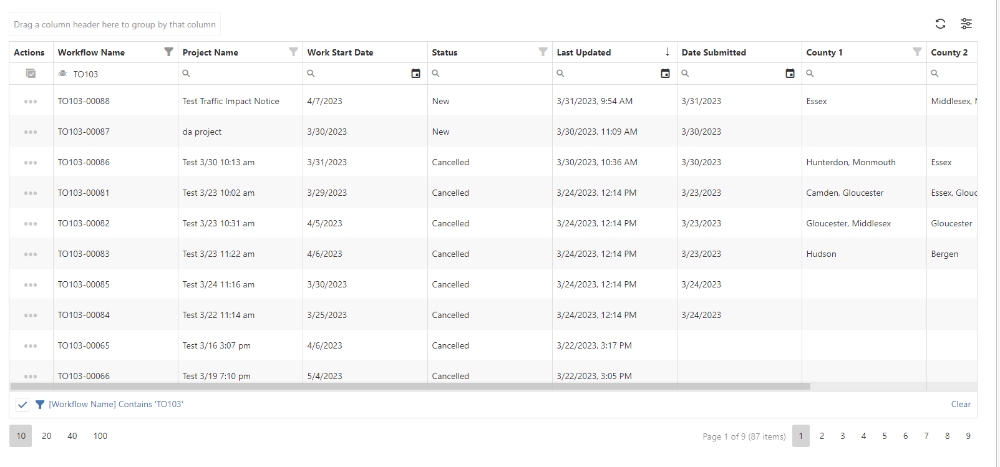 Drag a column header here to group by that column
Actions Workflow Name Project Name Work Start Date Status Last Updated Date Submitted County 1 County 2
TO103
TO103-00088 Test Traffic Impact Notice 4/7/2023 New 3/31/2023, 9:54 AM 3/31/2023 Essex Middlesex,
TO103-00087 da project 3/30/2023 New 3/30/2023, 11:09 AM 3/30/2023
TO103-00086 Test 3/30 10:13 am 3/31/2023 Cancelled 3/30/2023, 10:36 AM 3/30/2023 Hunterdon, Monmouth Essex
TO103-00081 Test 3/23 10:02 am 3/29/2023 Cancelled 3/24/2023, 12:14 PM 3/23/2023 Camden, Gloucester Essex, Glouc
TO103-00082 Test 3/23 10:31 am 4/5/2023 Cancelled 3/24/2023, 12:14 PM 3/23/2023 Gloucester, Middlesex Gloucester
TO103-00083 Test 3/23 11:22 am 4/6/2023 Cancelled 3/24/2023, 12:14 PM 3/23/2023 Hudson Bergen
TO103-00085 Test 3/24 11:16 am 3/30/2023 Cancelled 3/24/2023, 12:14 PM 3/24/2023
TO103-00084 Test 3/22 11:14 am 3/25/2023 Cancelled 3/24/2023, 12:14 PM 3/24/2023
TO103-00065 Test 3/16 3:07 pm 4/6/2023 Cancelled 3/22/2023, 3:17 PM
TO103-00066 Test 3/19 7:10 pm 5/4/2023 Cancelled 3/22/2023, 3:05 PM
[Workflow Name] Contains 'TO103' Clear
10 20 40 100 Page 1 of 9 (87 items) 1 2 3 4 5 6 7 8 9